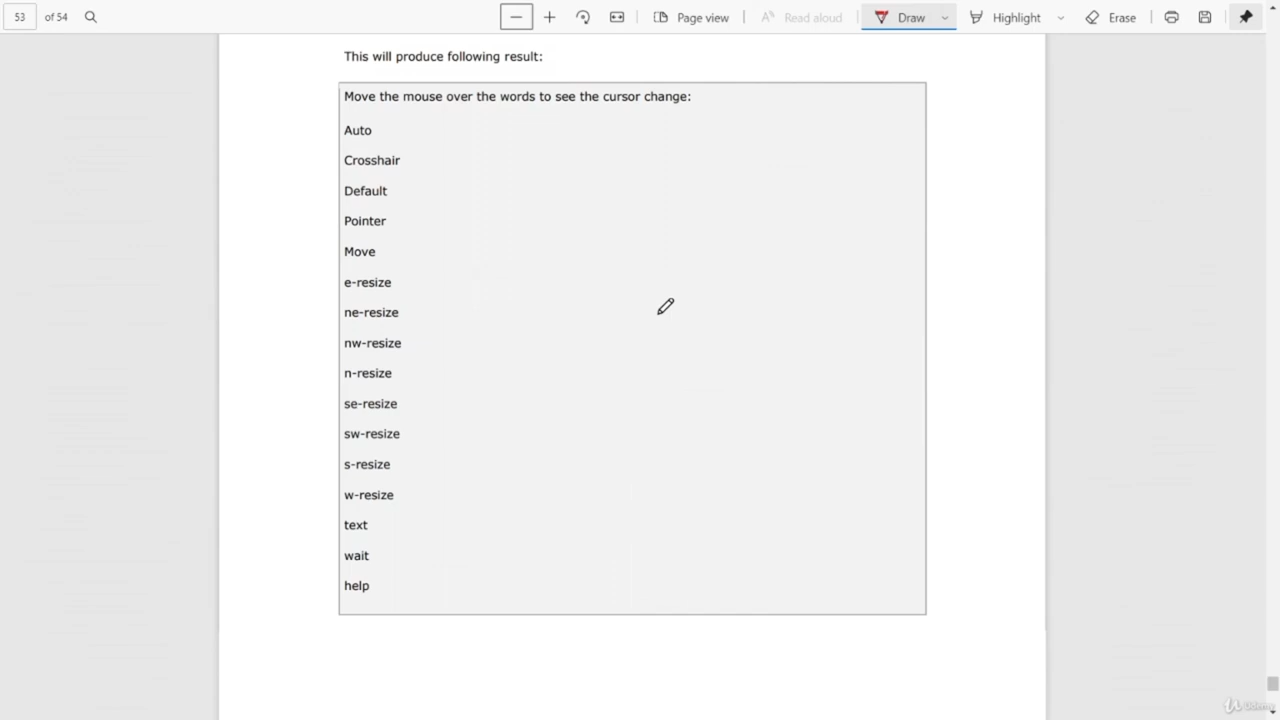 53 of 54 Page view Read aloud Draw Highlight Erase
This will produce following result:
Move the mouse over the words to see the cursor change:
Auto
Crosshair
Default
Pointer
Move
e-resize
ne-resize
nw-resize
n-resize
se-resize
sw-resize
s-resize
w-resize
text
wait
help
Udemy